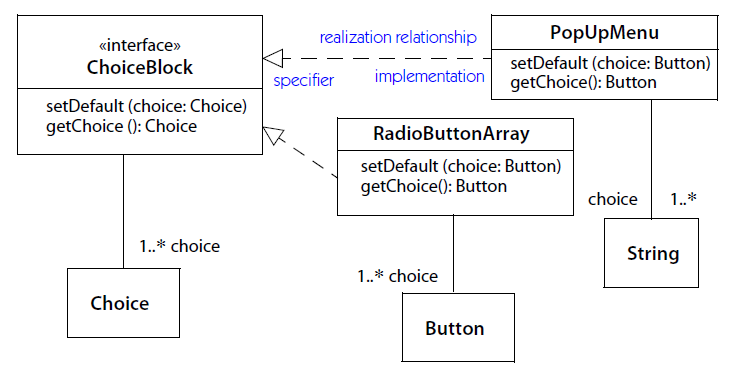 «interface»
ChoiceBlock
setDefault (choice: Choice)
getChoice (): Choice
realization relationship
specifier
implementation
PopUpMenu
setDefault (choice: Button)
getChoice(): Button
RadioButtonArray
setDefault (choice: Button)
getChoice(): Button
1..* choice
Choice
1..* choice
Button
choice 1..*
String